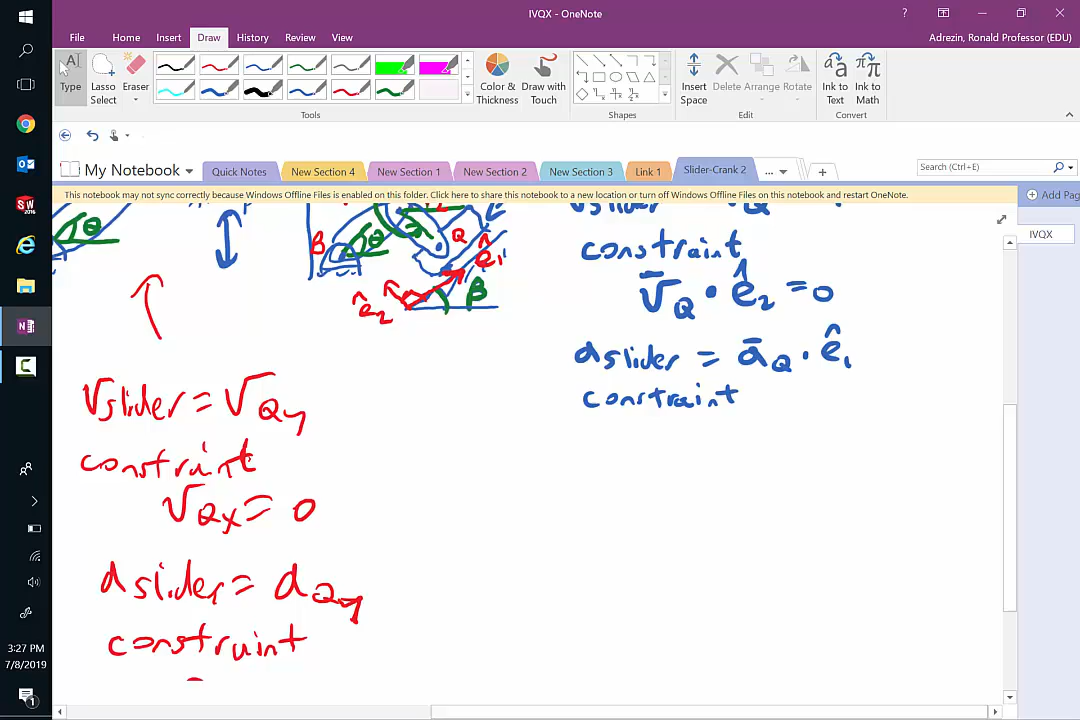 IVQX - OneNote
?
File Home Insert Draw History Review View
Adrezin, Ronald Professor (EDU)
Type
Lasso Select
Eraser
Color & Thickness
Draw with Touch
Insert Space
Delete
Arrange
Rotate
Ink to Text
Ink to Math
Tools
Shapes
Edit
Convert
My Notebook
Quick Notes
New Section 4
New Section 1
New Section 2
New Section 3
Link 1
Slider-Crank 2
...
Search (Ctrl+E)
This notebook may not sync correctly because Windows Offline Files is enabled on this folder. Click here to share this notebook to a new location or turn off Windows Offline Files on this notebook and restart OneNote.
Add Pag
IVQX
θ
β θ Q ê₁
ê₂ β
constraint
v̄Q • ê₂ = 0
a slider = āQ • ê₁
constraint
Vslider = VQy
constraint
VQx = 0
a slider = aQy
constraint
3:27 PM
7/8/2019